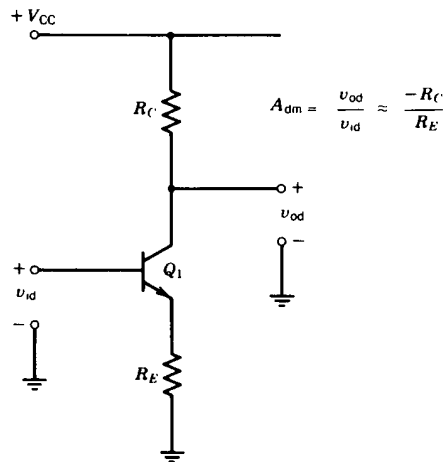 + V_CC
R_C
A_dm = v_od / v_id ≈ -R_C / R_E
+
v_od
-
Q_1
+
v_id
-
R_E